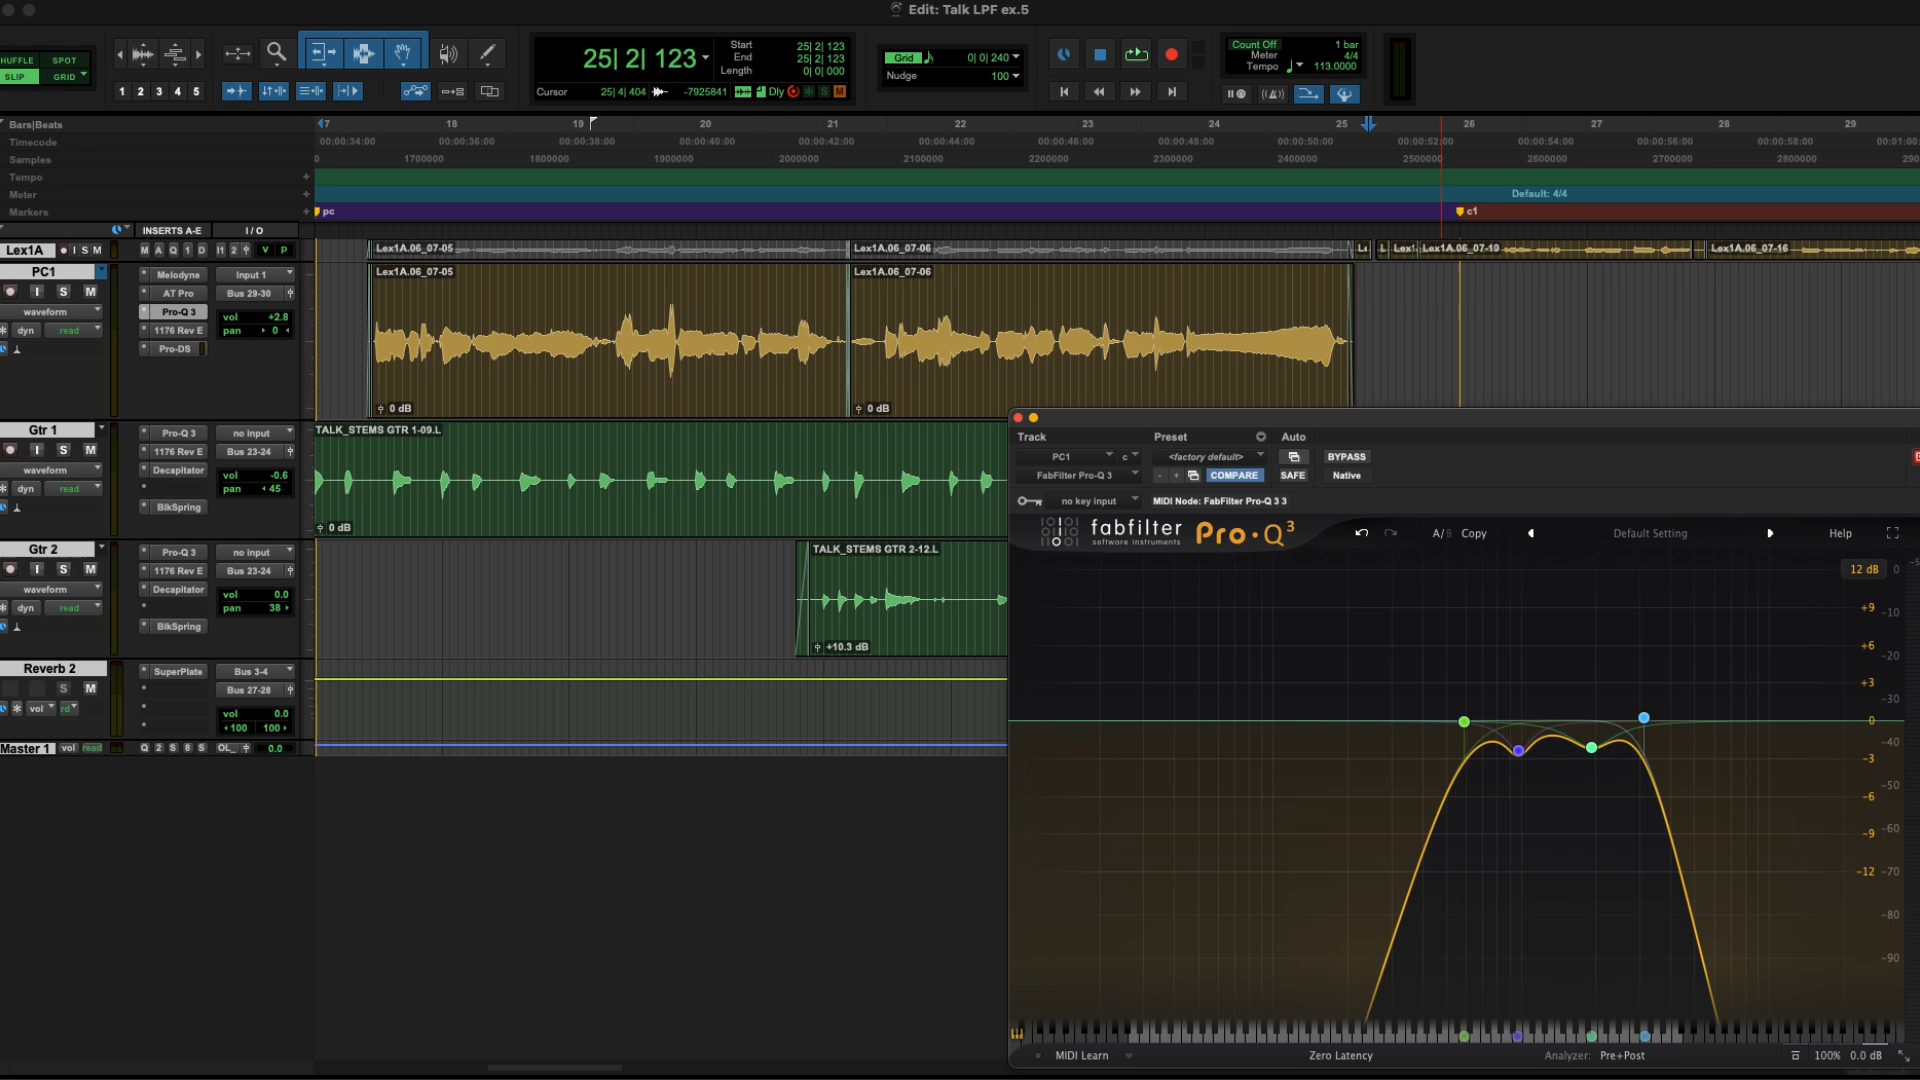 Edit: Talk LPF ex.5
HUFFLE SPOT
SLIP GRID
1 2 3 4 5
25| 2| 123
Start 25| 2| 123
End 25| 2| 123
Length 0| 0| 000
Cursor 25| 4| 404 -7925841 Dly S M
Grid 0| 0| 240
Nudge 100
Count Off 1 bar
Meter 4/4
Tempo 113.0000
Bars|Beats 17 18 19 20 21 22 23 24 25 26 27 28 29
Timecode 00:00:34:00 00:00:36:00 00:00:38:00 00:00:40:00 00:00:42:00 00:00:44:00 00:00:46:00 00:00:48:00 00:00:50:00 00:00:52:00 00:00:54:00 00:00:56:00 00:00:58:00 00:01:00
Samples 0 1700000 1800000 1900000 2000000 2100000 2200000 2300000 2400000 2500000 2600000 2700000 2800000 290
Tempo +
Meter + Default: 4/4
Markers + pc c1
INSERTS A-E I / O
Lex1A I S M M A Q 1 D I1 2 V P Lex1A.06_07-05 Lex1A.06_07-06 Le L Lex1 Lex1A.06_07-19 Lex1A.06_07-16
PC1 Melodyne Input 1 Lex1A.06_07-05 Lex1A.06_07-06
I S M AT Pro Bus 29-30
waveform Pro-Q 3 vol +2.8
dyn read 1176 Rev E pan 0
Pro-DS
0 dB 0 dB
Gtr 1 Pro-Q 3 no input TALK_STEMS GTR 1-09.L
I S M 1176 Rev E Bus 23-24
waveform Decapitator vol -0.6
dyn read pan 45
BlkSpring
0 dB
Gtr 2 Pro-Q 3 no input TALK_STEMS GTR 2-12.L
I S M 1176 Rev E Bus 23-24
waveform Decapitator vol 0.0
dyn read pan 38
BlkSpring
+10.3 dB
Reverb 2 SuperPlate Bus 3-4
S M Bus 27-28
vol rd vol 0.0
100 100
Master 1 vol read Q 2 S 8 S OL_ 0.0
Track Preset Auto
PC1 c <factory default> BYPASS
FabFilter Pro-Q 3 - + COMPARE SAFE Native
no key input MIDI Node: FabFilter Pro-Q 3 3
fabfilter
software instruments
Pro·Q3
A/B Copy Default Setting Help
12 dB 0
+9 -10
+6 -20
+3 -30
0 -40
-3 -50
-6 -60
-9 -70
-12 -80
-90
MIDI Learn Zero Latency Analyzer: Pre+Post 100% 0.0 dB